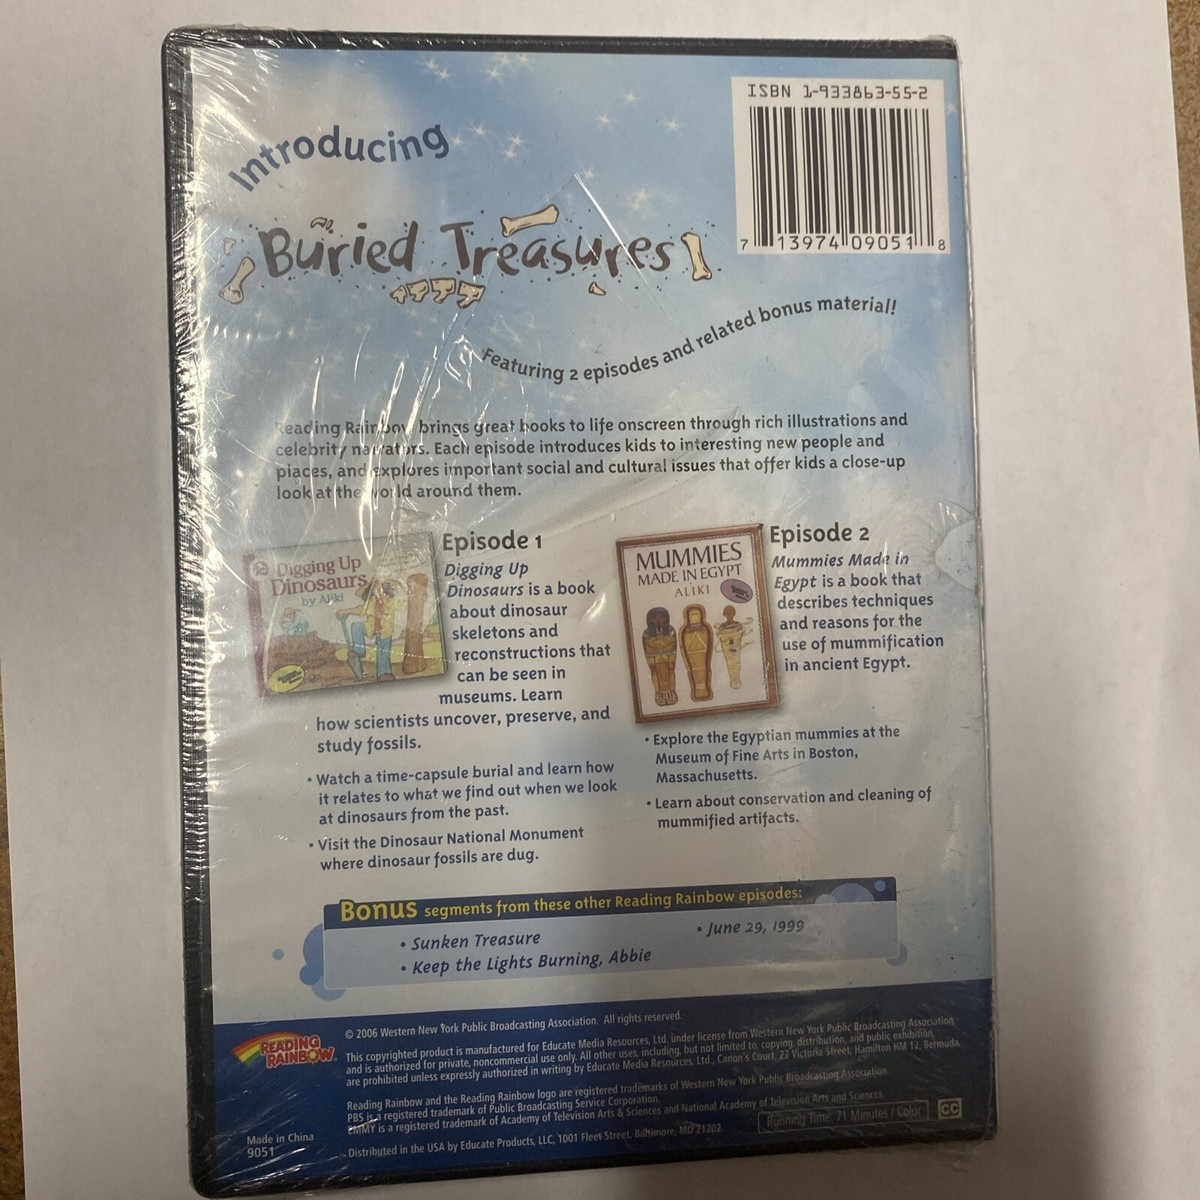 ISBN 1-933863-55-2
7 13974 09051 8
Introducing
Buried Treasures
Featuring 2 episodes and related bonus material!
Reading Rainbow brings great books to life onscreen through rich illustrations and
celebrity narrators. Each episode introduces kids to interesting new people and
places, and explores important social and cultural issues that offer kids a close-up
look at the world around them.
Digging Up
Dinosaurs
by Aliki
Episode 1
Digging Up
Dinosaurs is a book
about dinosaur
skeletons and
reconstructions that
can be seen in
museums. Learn
how scientists uncover, preserve, and
study fossils.
• Watch a time-capsule burial and learn how
it relates to what we find out when we look
at dinosaurs from the past.
• Visit the Dinosaur National Monument
where dinosaur fossils are dug.
MUMMIES
MADE IN EGYPT
ALIKI
Episode 2
Mummies Made in
Egypt is a book that
describes techniques
and reasons for the
use of mummification
in ancient Egypt.
• Explore the Egyptian mummies at the
Museum of Fine Arts in Boston,
Massachusetts.
• Learn about conservation and cleaning of
mummified artifacts.
Bonus segments from these other Reading Rainbow episodes:
• Sunken Treasure
• Keep the Lights Burning, Abbie
• June 29, 1999
READING
RAINBOW
© 2006 Western New York Public Broadcasting Association. All rights reserved.
This copyrighted product is manufactured for Educate Media Resources, Ltd. under license from Western New York Public Broadcasting Association,
and is authorized for private, noncommercial use only. All other uses, including, but not limited to, copying, distribution, and public exhibition,
are prohibited unless expressly authorized in writing by Educate Media Resources, Ltd., Canon's Court, 22 Victoria Street, Hamilton HM 12, Bermuda.
Reading Rainbow and the Reading Rainbow logo are registered trademarks of Western New York Public Broadcasting Association.
PBS is a registered trademark of Public Broadcasting Service Corporation.
EMMY is a registered trademark of Academy of Television Arts & Sciences and National Academy of Television Arts and Sciences.
Running Time: 71 Minutes / Color
CC
Distributed in the USA by Educate Products, LLC, 1001 Fleet Street, Baltimore, MD 21202
Made in China
9051